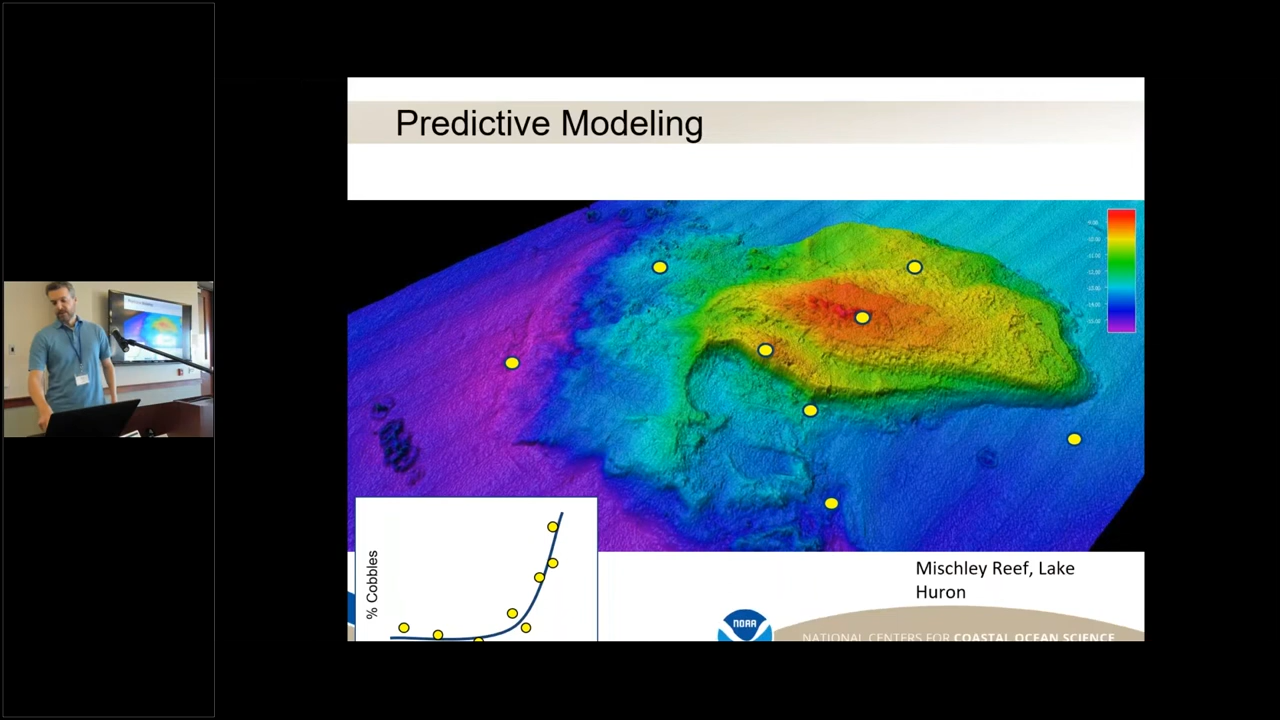 Predictive Modeling
% Cobbles
Mischley Reef, Lake
Huron
NOAA
NATIONAL CENTERS FOR COASTAL OCEAN SCIENCE